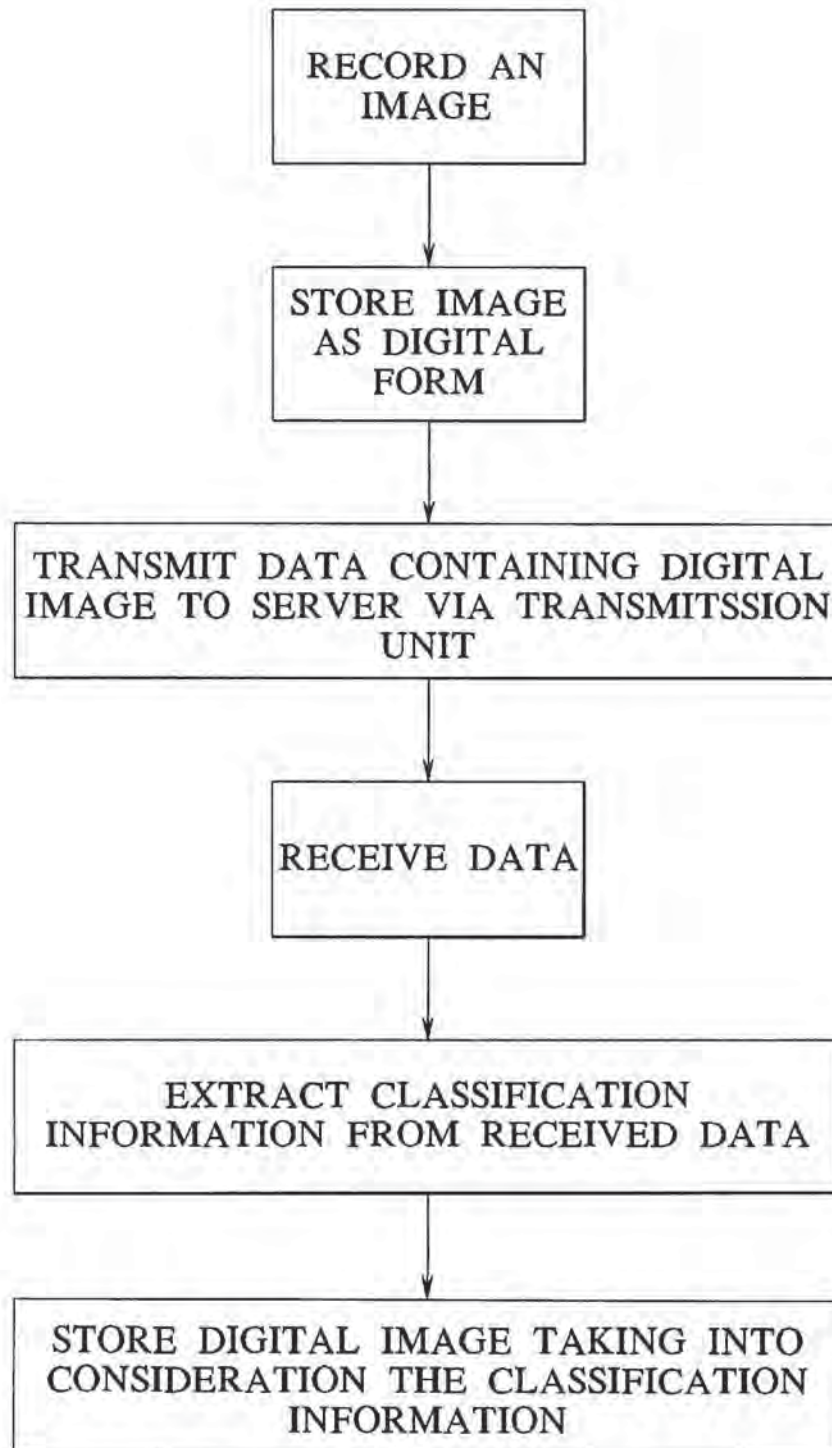 RECORD AN
IMAGE
STORE IMAGE
AS DIGITAL
FORM
TRANSMIT DATA CONTAINING DIGITAL
IMAGE TO SERVER VIA TRANSMITSSION
UNIT
RECEIVE DATA
EXTRACT CLASSIFICATION
INFORMATION FROM RECEIVED DATA
STORE DIGITAL IMAGE TAKING INTO
CONSIDERATION THE CLASSIFICATION
INFORMATION